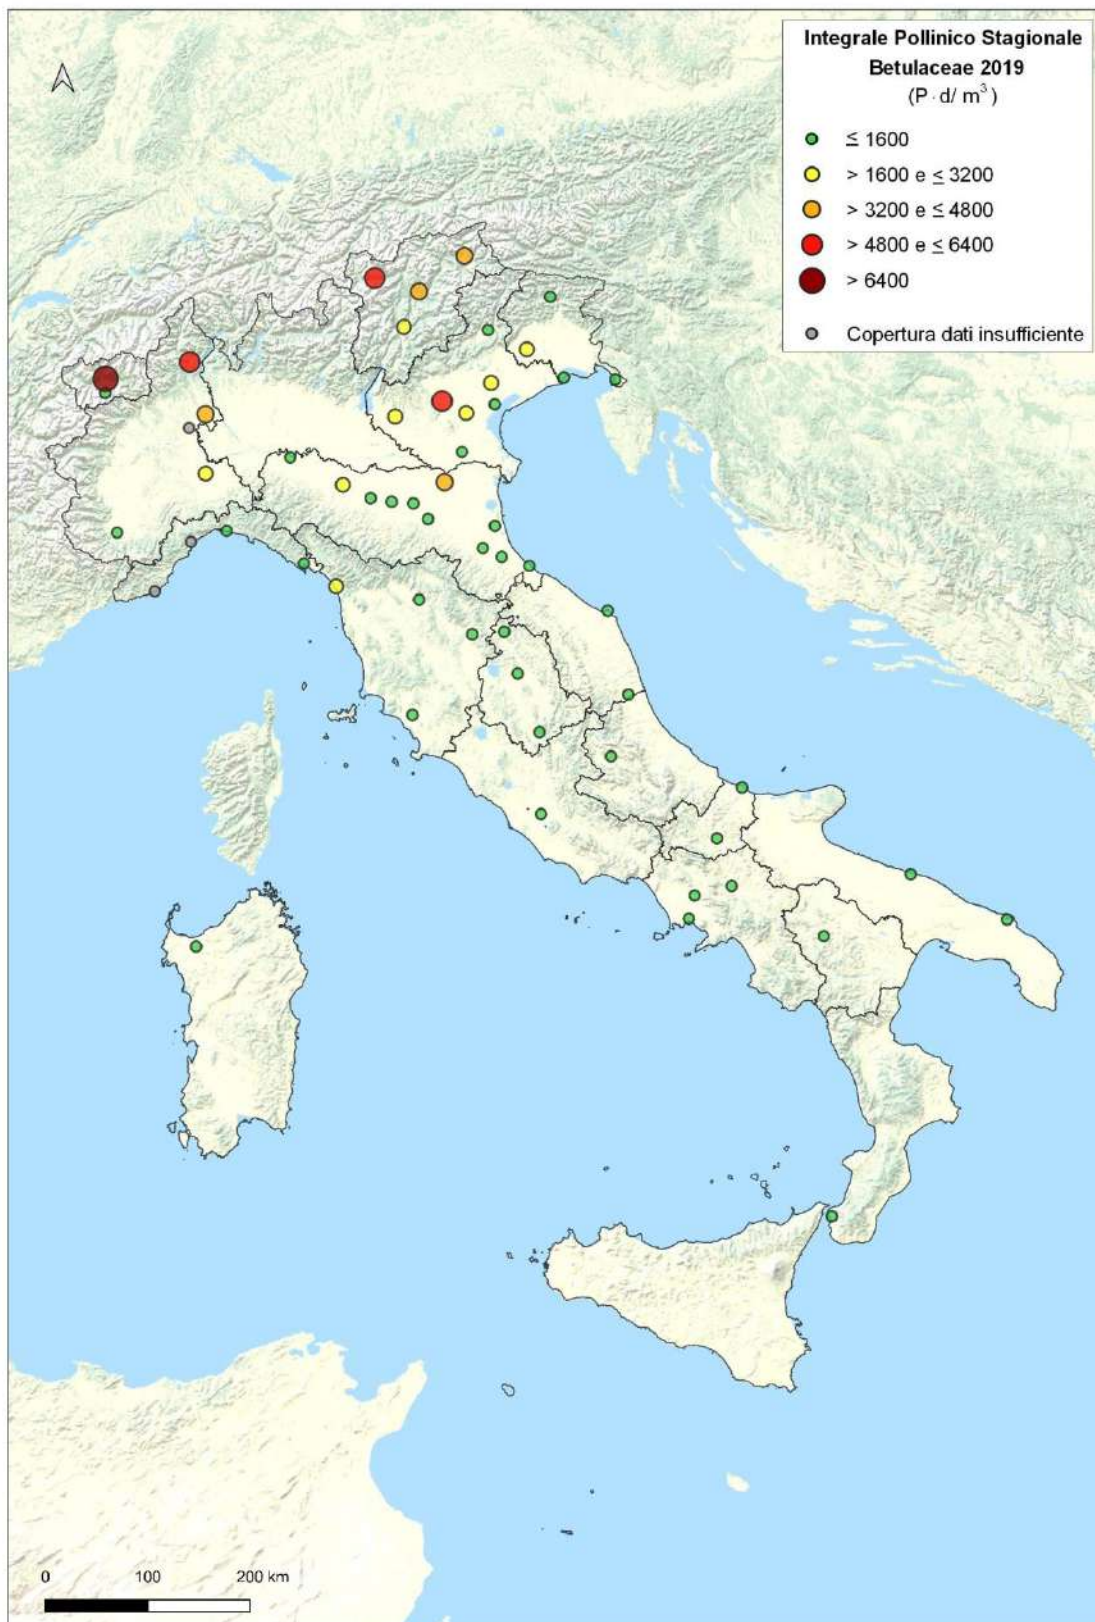 Integrale Pollinico Stagionale
Betulaceae 2019
(P · d/ m³)
≤ 1600
> 1600 e ≤ 3200
> 3200 e ≤ 4800
> 4800 e ≤ 6400
> 6400
Copertura dati insufficiente
0 100 200 km